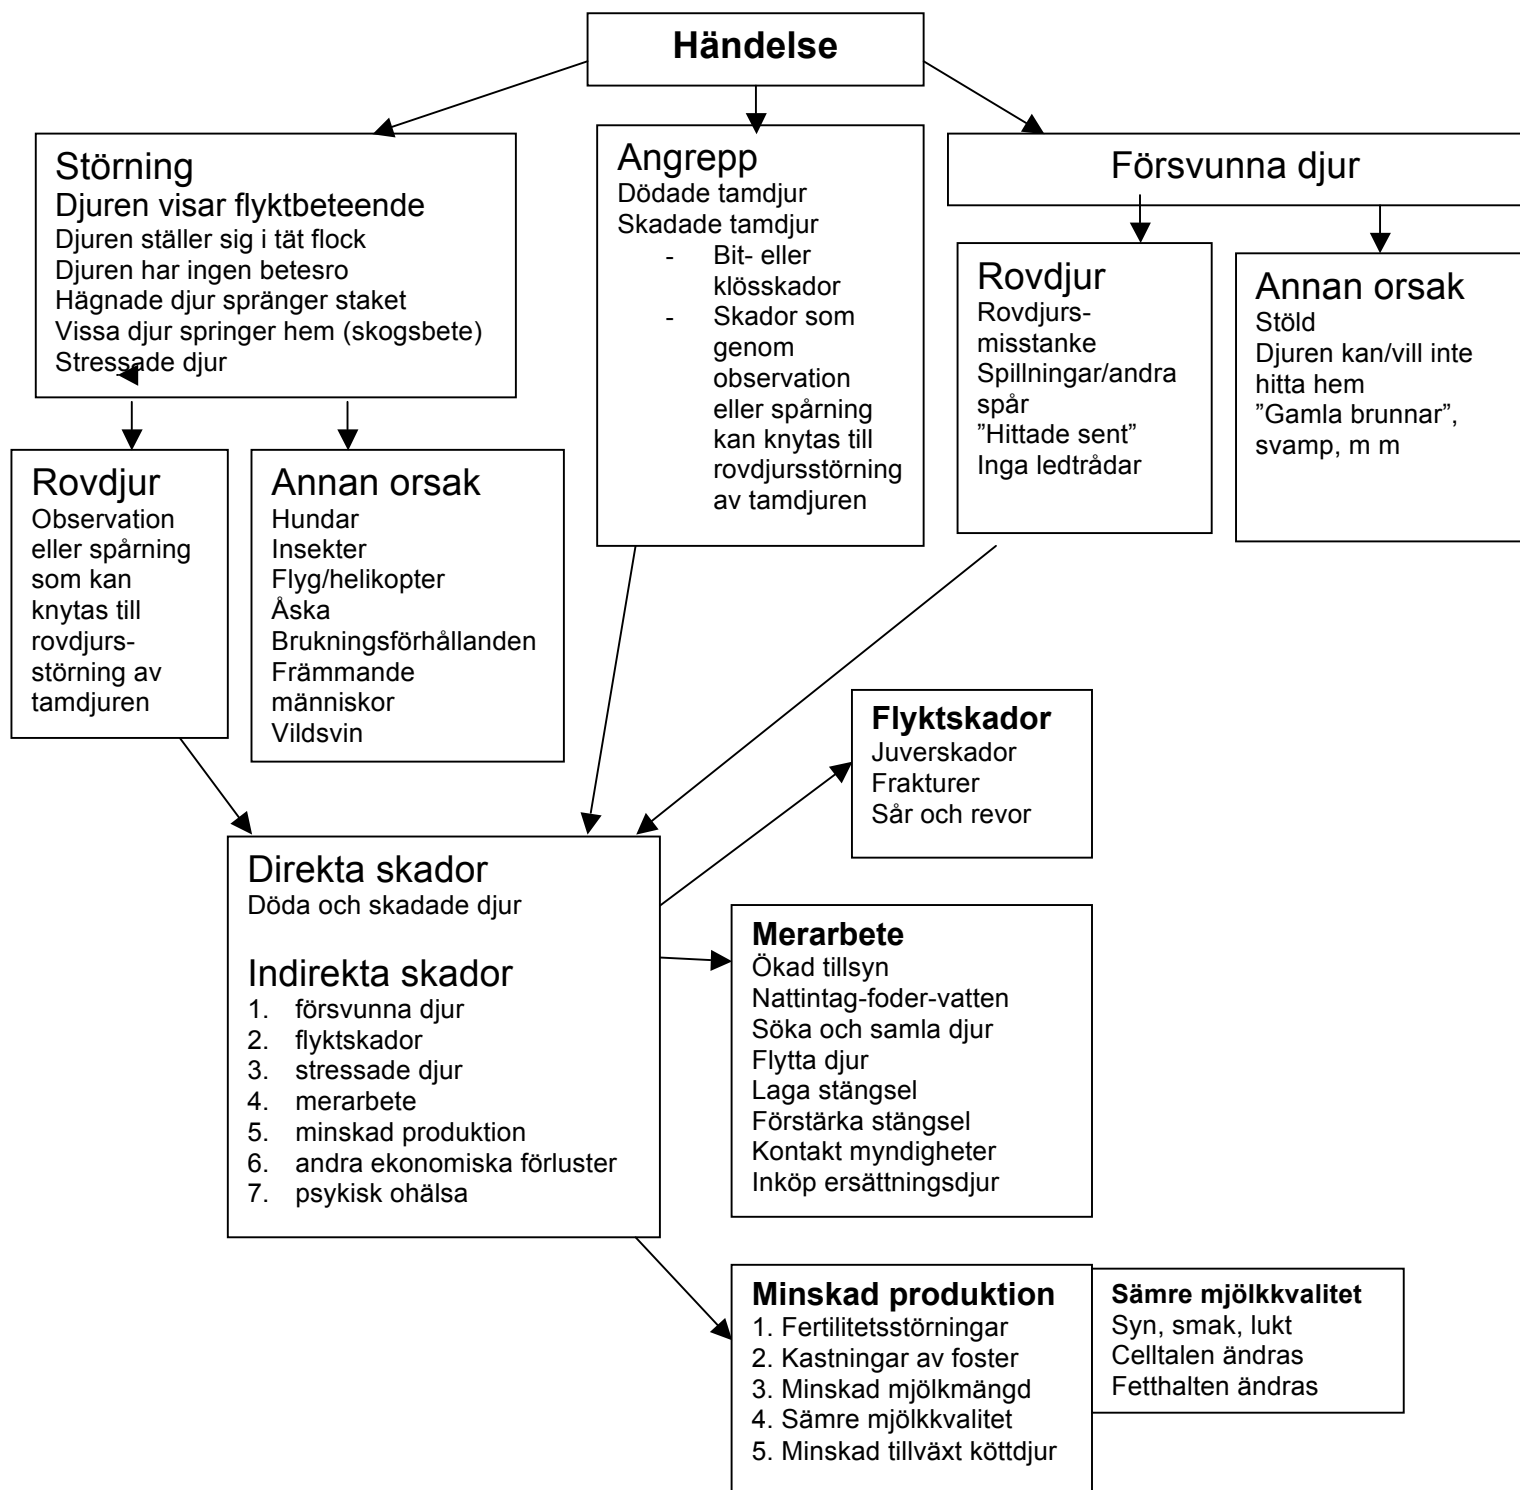 Händelse
Störning
Djuren visar flyktbeteende
Djuren ställer sig i tät flock
Djuren har ingen betesro
Hägnade djur spränger staket
Vissa djur springer hem (skogsbete)
Stressade djur
Angrepp
Dödade tamdjur
Skadade tamdjur
- Bit- eller
klösskador
- Skador som
genom
observation
eller spårning
kan knytas till
rovdjursstörning
av tamdjuren
Försvunna djur
Rovdjur
Rovdjurs-
misstanke
Spillningar/andra
spår
”Hittade sent”
Inga ledtrådar
Annan orsak
Stöld
Djuren kan/vill inte
hitta hem
”Gamla brunnar”,
svamp, m m
Rovdjur
Observation
eller spårning
som kan
knytas till
rovdjurs-
störning av
tamdjuren
Annan orsak
Hundar
Insekter
Flyg/helikopter
Åska
Brukningsförhållanden
Främmande
människor
Vildsvin
Flyktskador
Juverskador
Frakturer
Sår och revor
Direkta skador
Döda och skadade djur
Indirekta skador
1. försvunna djur
2. flyktskador
3. stressade djur
4. merarbete
5. minskad produktion
6. andra ekonomiska förluster
7. psykisk ohälsa
Merarbete
Ökad tillsyn
Nattintag-foder-vatten
Söka och samla djur
Flytta djur
Laga stängsel
Förstärka stängsel
Kontakt myndigheter
Inköp ersättningsdjur
Minskad produktion
1. Fertilitetsstörningar
2. Kastningar av foster
3. Minskad mjölkmängd
4. Sämre mjölkkvalitet
5. Minskad tillväxt köttdjur
Sämre mjölkkvalitet
Syn, smak, lukt
Celltalen ändras
Fetthalten ändras